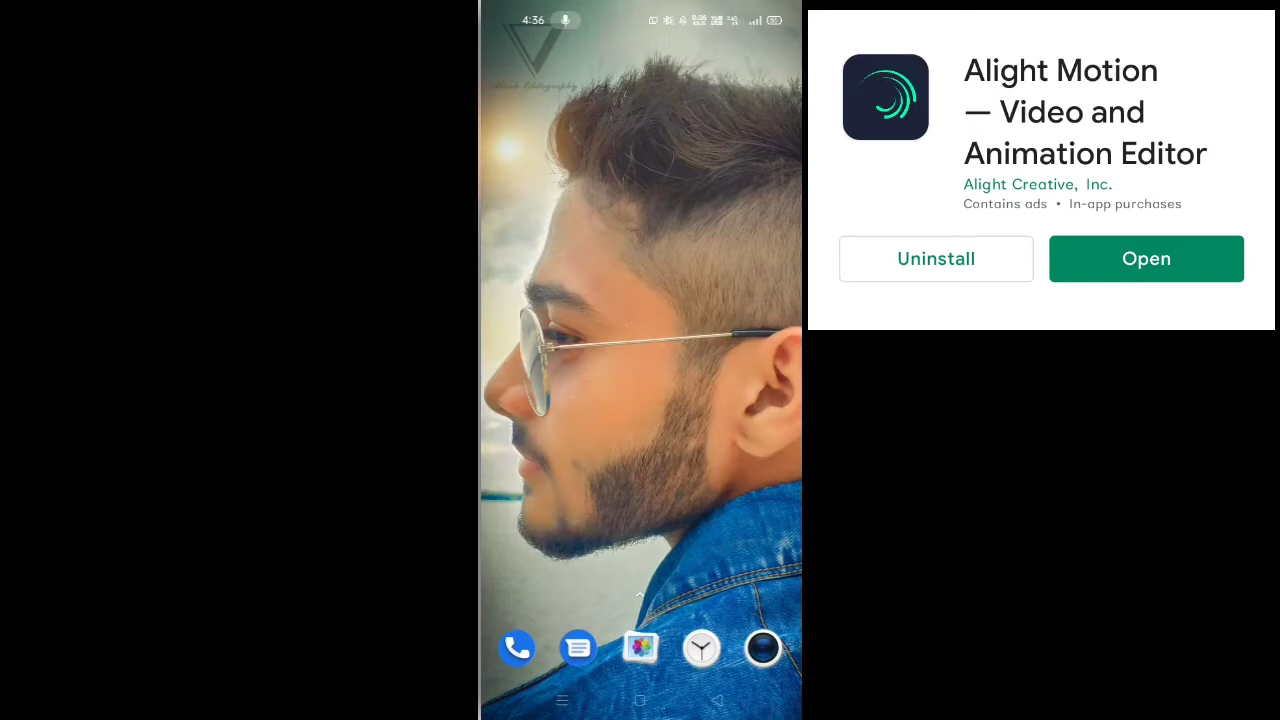 4:36
Alight Motion
— Video and
Animation Editor
Alight Creative, Inc.
Contains ads • In-app purchases
Uninstall
Open